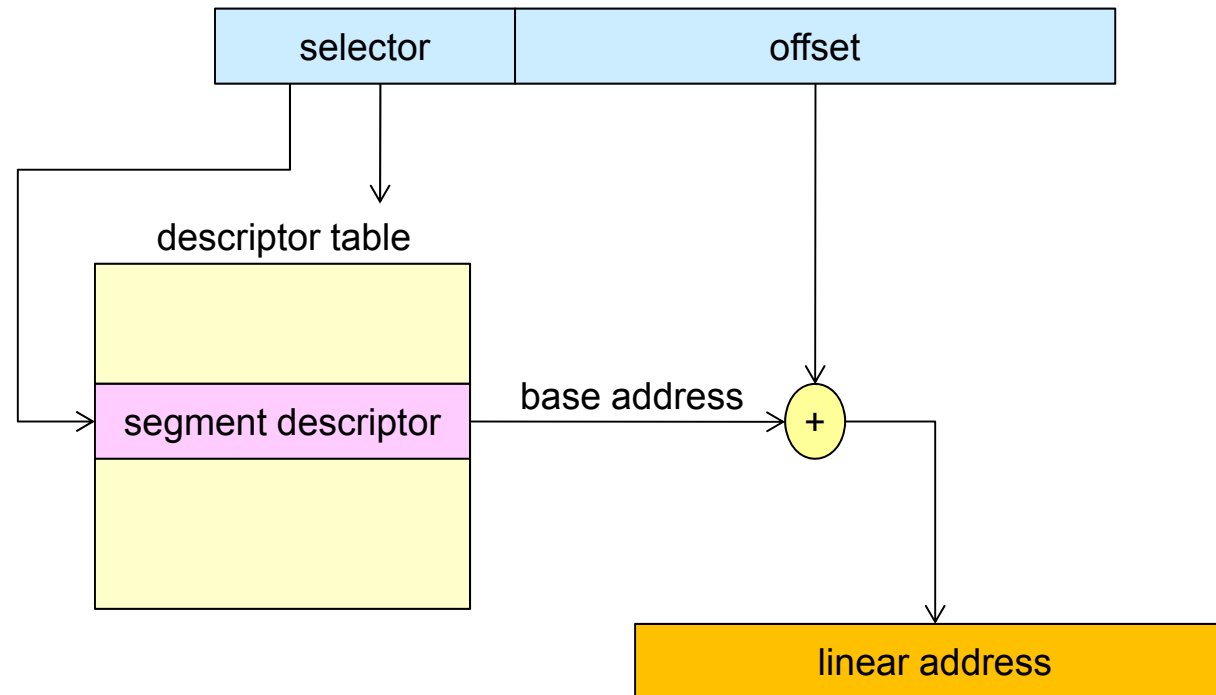 selector
offset
descriptor table
base address
segment descriptor
+
linear address